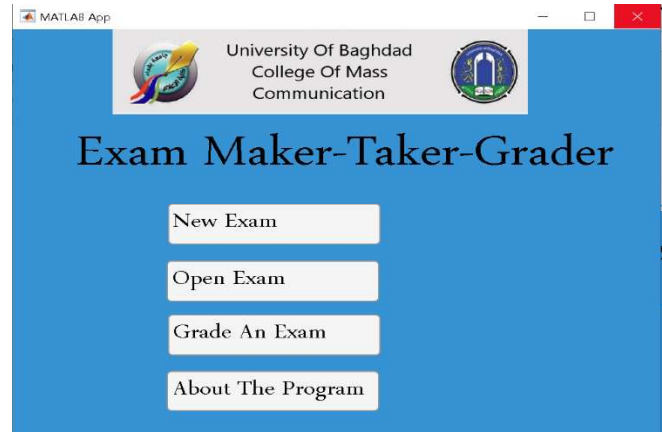 MATLAB App
University Of Baghdad
College Of Mass
Communication
Exam Maker-Taker-Grader
New Exam
Open Exam
Grade An Exam
About The Program